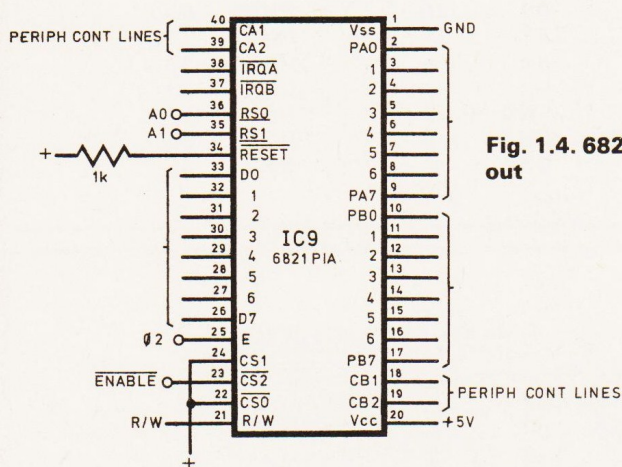 40 CA1 Vss 1 GND
PERIPH CONT LINES
39 CA2 PA0 2
38 IRQA 1 3
37 IRQB 2 4
A0 36 RS0 3 5
A1 35 RS1 4 6
+ 1k 34 RESET 5 7
33 D0 6 8
32 1 PA7 9
31 2 PB0 10
30 3 1 11
29 4 2 12
28 5 3 13
27 6 4 14
26 D7 5 15
Ø2 25 E 6 16
24 CS1 PB7 17
ENABLE 23 CS2 CB1 18
22 CS0 CB2 19
PERIPH CONT LINES
R/W 21 R/W Vcc 20 +5V
+
IC9
6821 PIA
Fig. 1.4. 682
out